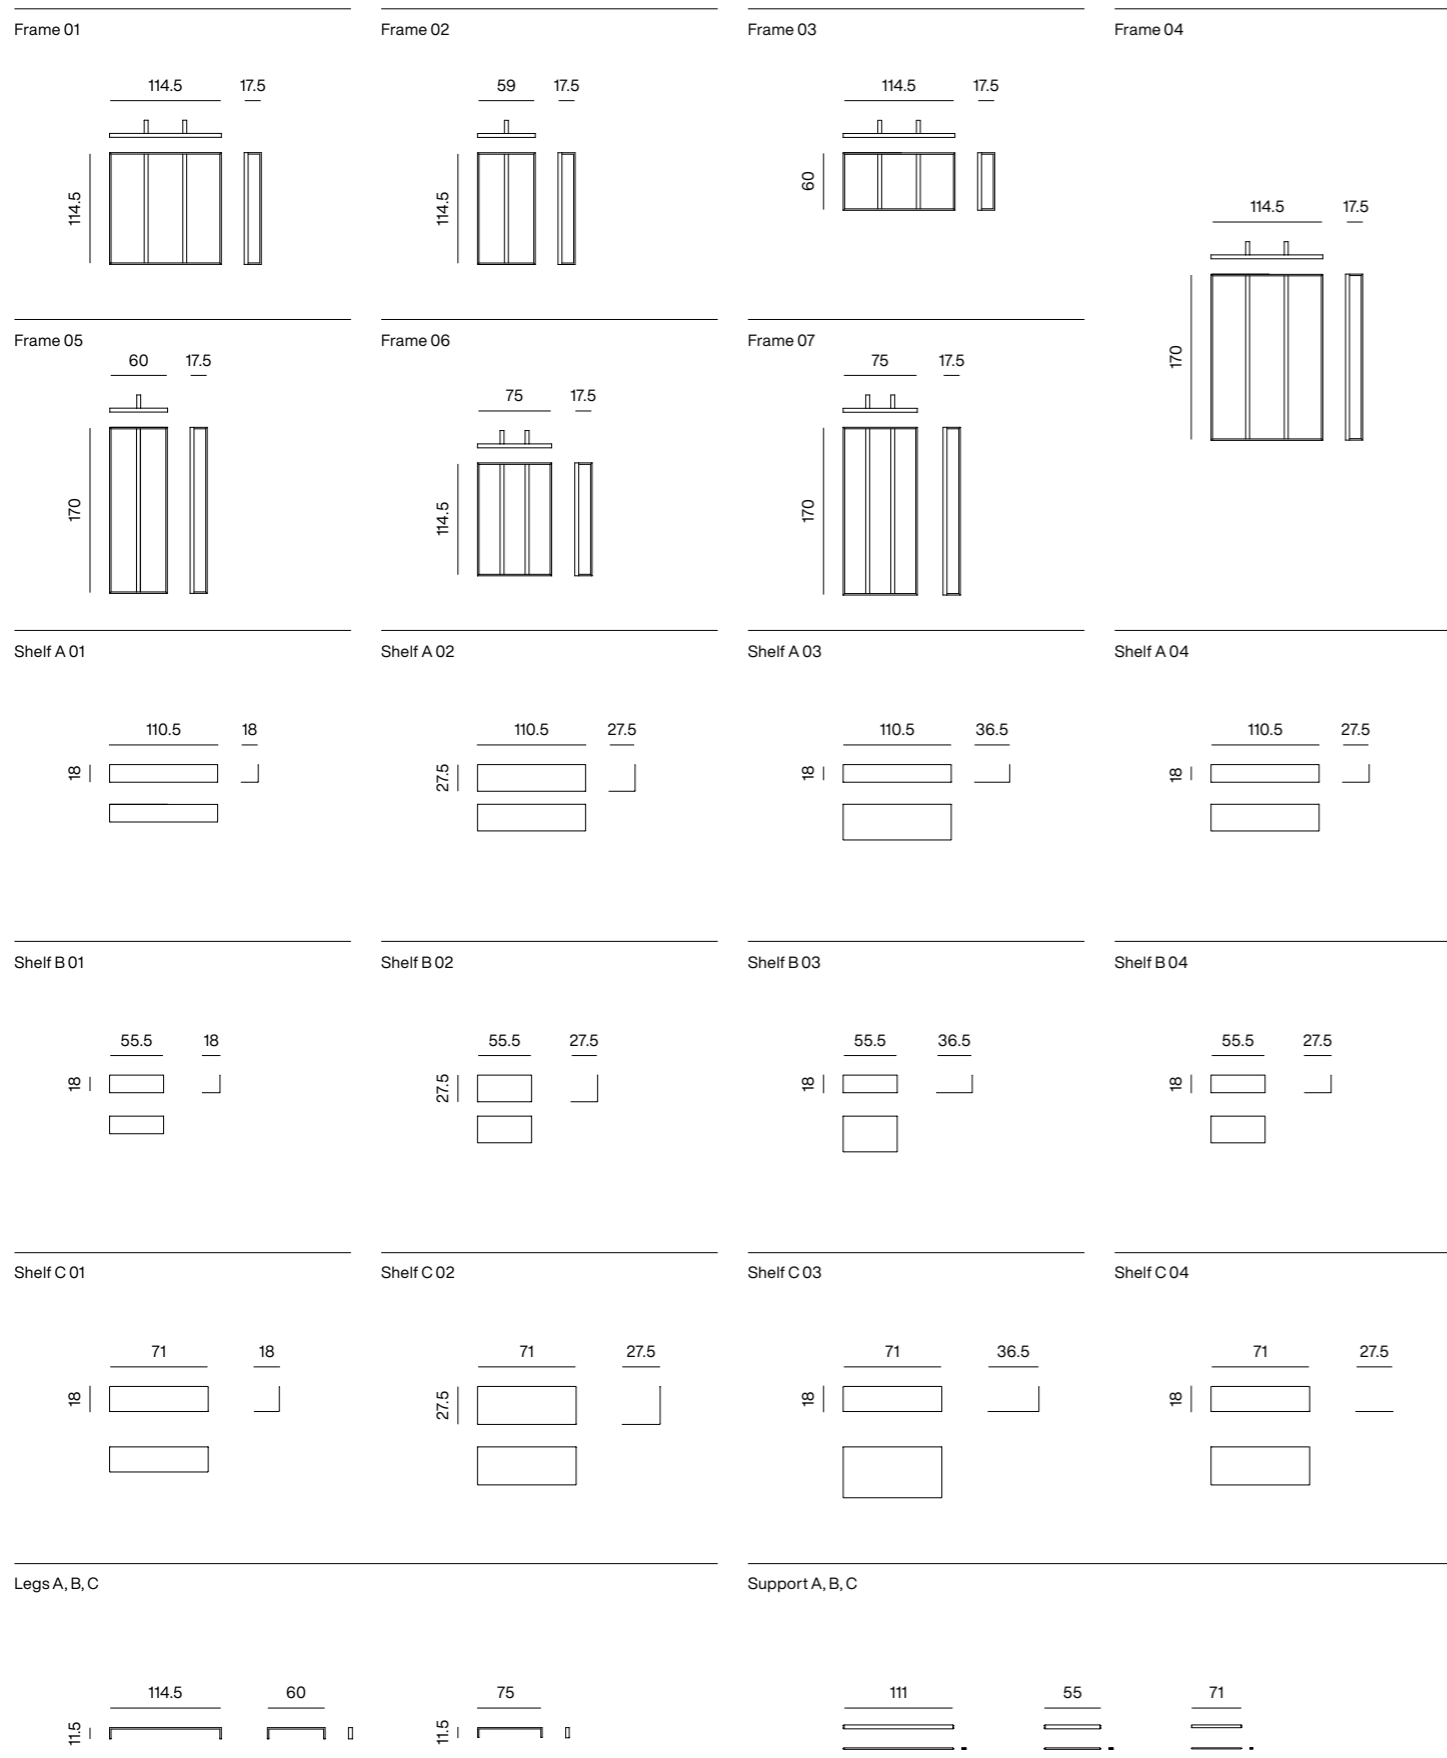 Frame 01
Frame 02
Frame 03
Frame 04
114.5 17.5
59 17.5
114.5 17.5
114.5
114.5
60
114.5 17.5
170
Frame 05
Frame 06
Frame 07
60 17.5
75 17.5
75 17.5
170
114.5
170
Shelf A 01
Shelf A 02
Shelf A 03
Shelf A 04
110.5 18
110.5 27.5
110.5 36.5
110.5 27.5
18
27.5
18
18
Shelf B 01
Shelf B 02
Shelf B 03
Shelf B 04
55.5 18
55.5 27.5
55.5 36.5
55.5 27.5
18
27.5
18
18
Shelf C 01
Shelf C 02
Shelf C 03
Shelf C 04
71 18
71 27.5
71 36.5
71 27.5
18
27.5
18
18
Legs A, B, C
Support A, B, C
114.5 60 75
111 55 71
11.5
11.5